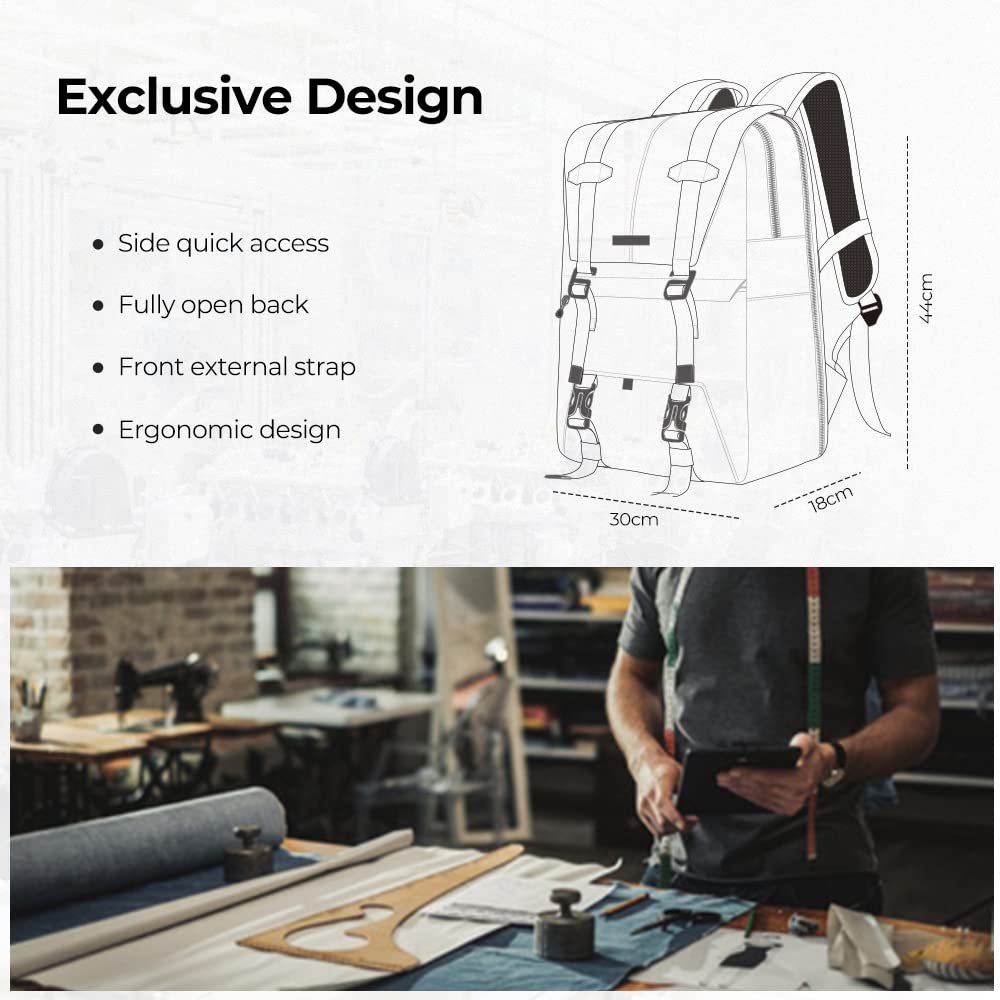 Exclusive Design
Side quick access
Fully open back
Front external strap
Ergonomic design
44cm
18cm
30cm